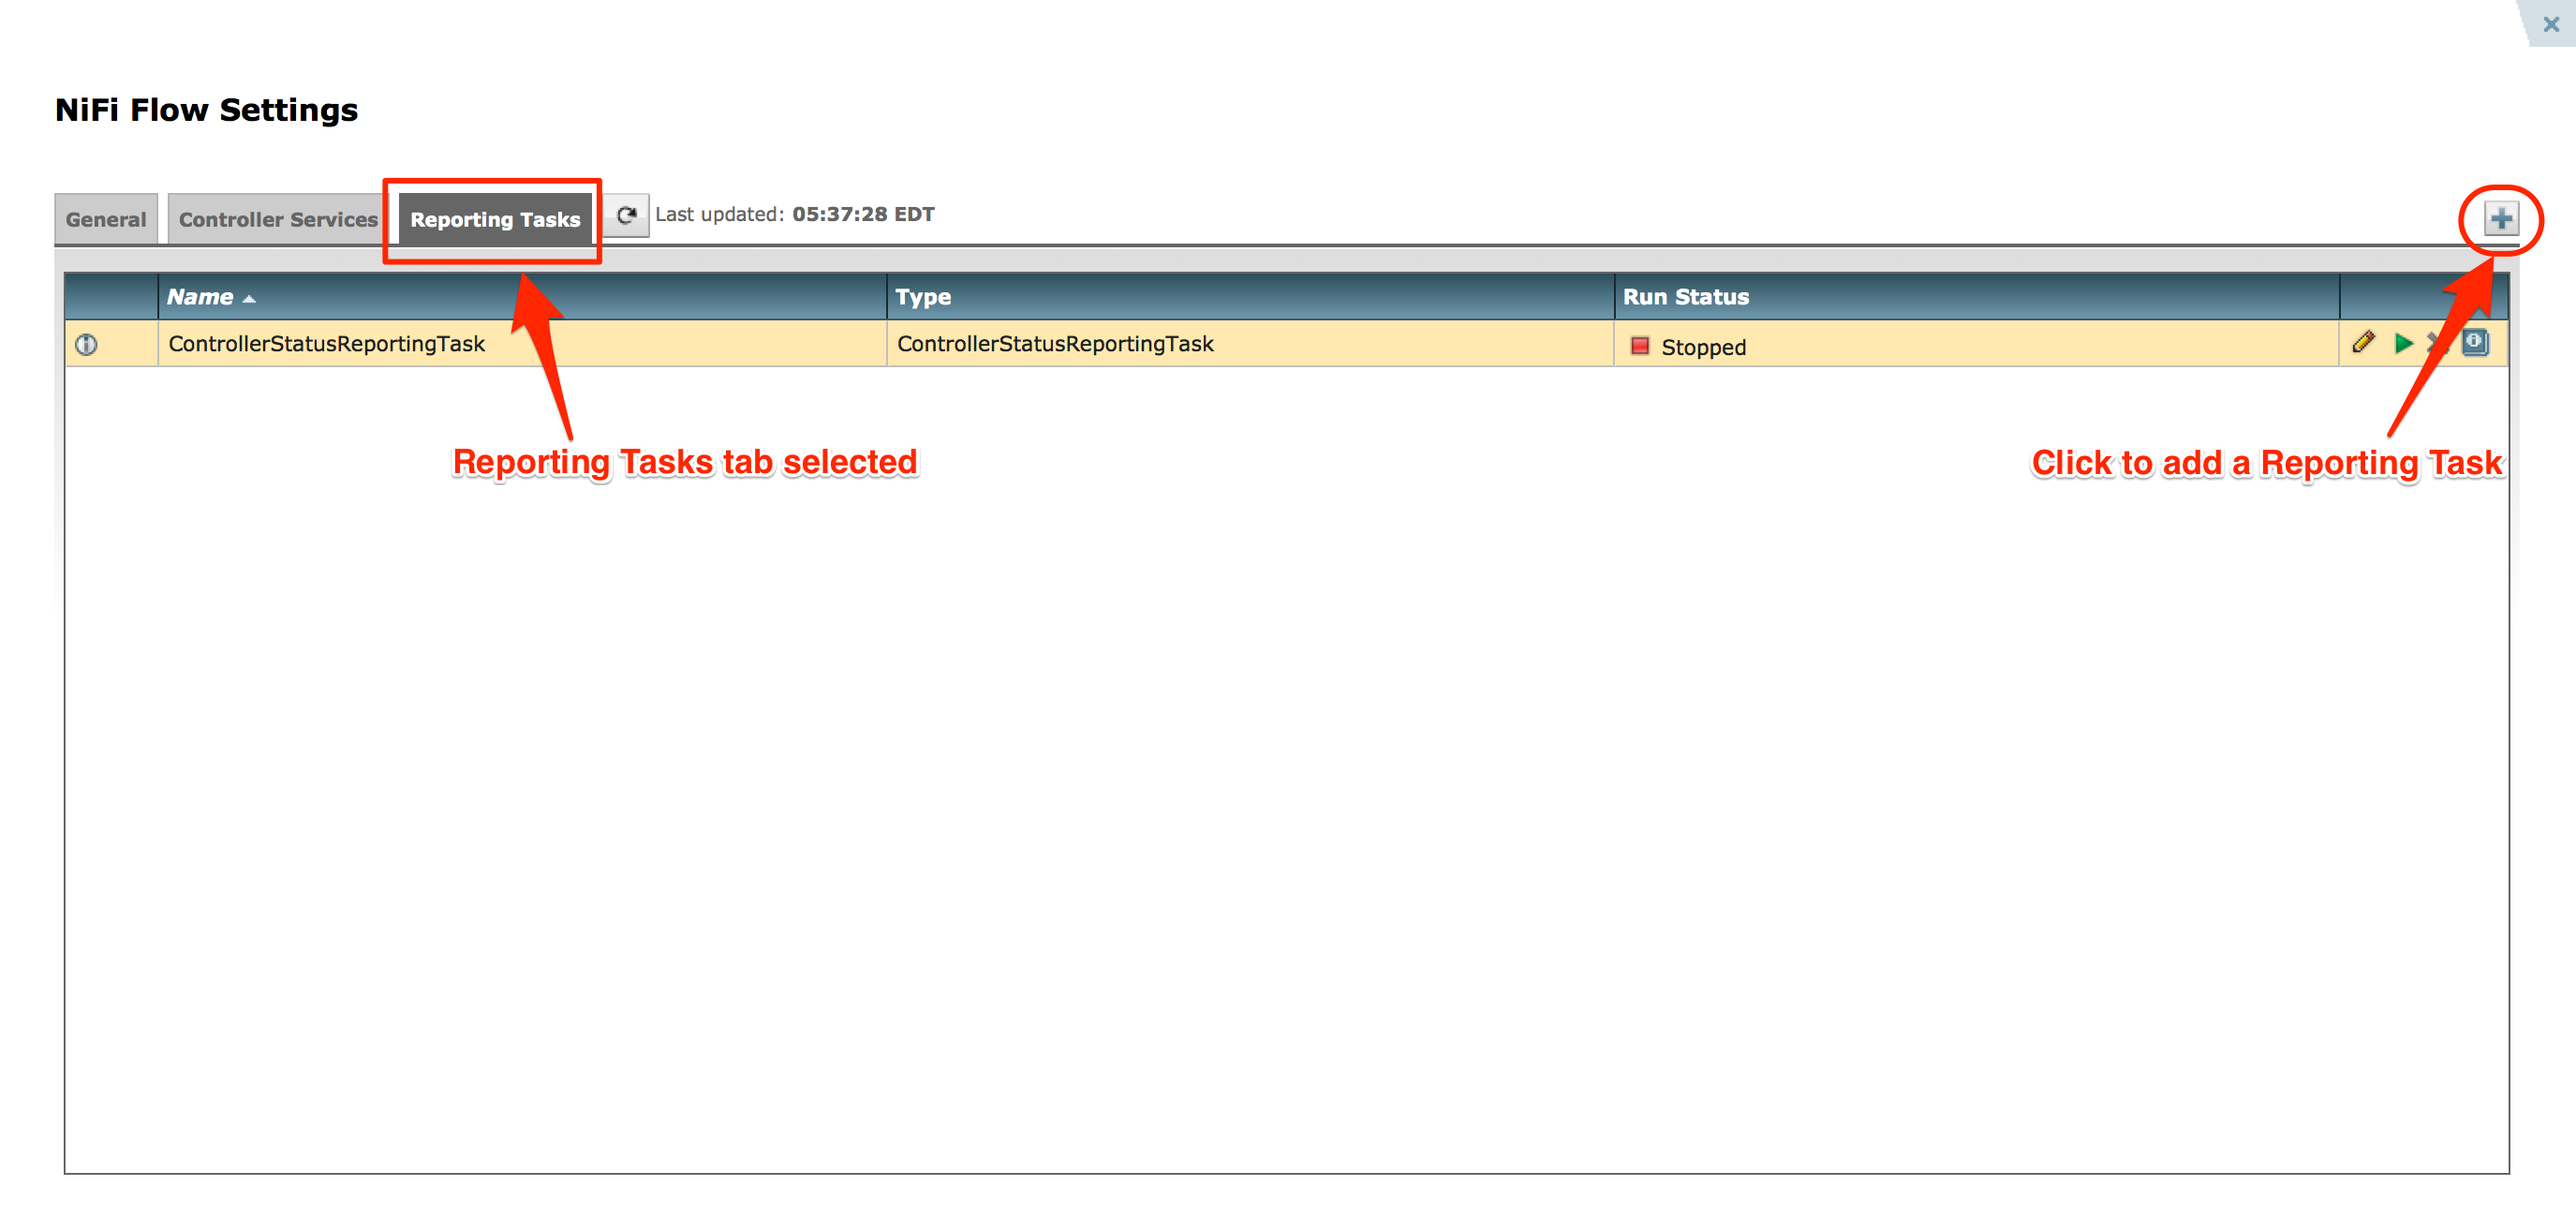 NiFi Flow Settings
General Controller Services Reporting Tasks Last updated: 05:37:28 EDT
Name Type Run Status
ControllerStatusReportingTask ControllerStatusReportingTask Stopped
Reporting Tasks tab selected Click to add a Reporting Task